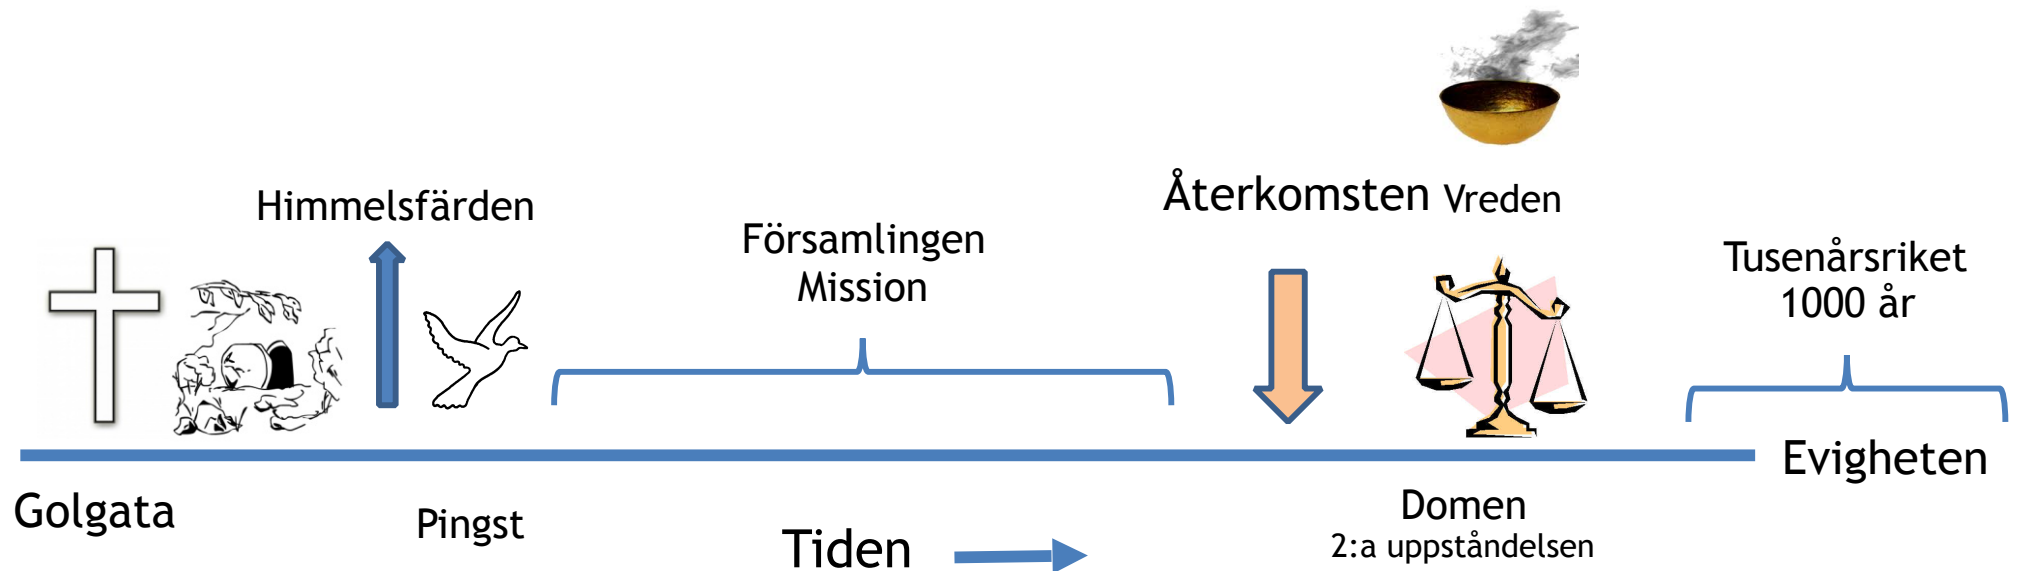 Himmelsfärden
Församlingen
Mission
Återkomsten
Vreden
Tusenårsriket
1000 år
Golgata
Pingst
Tiden
Domen
2:a uppståndelsen
Evigheten